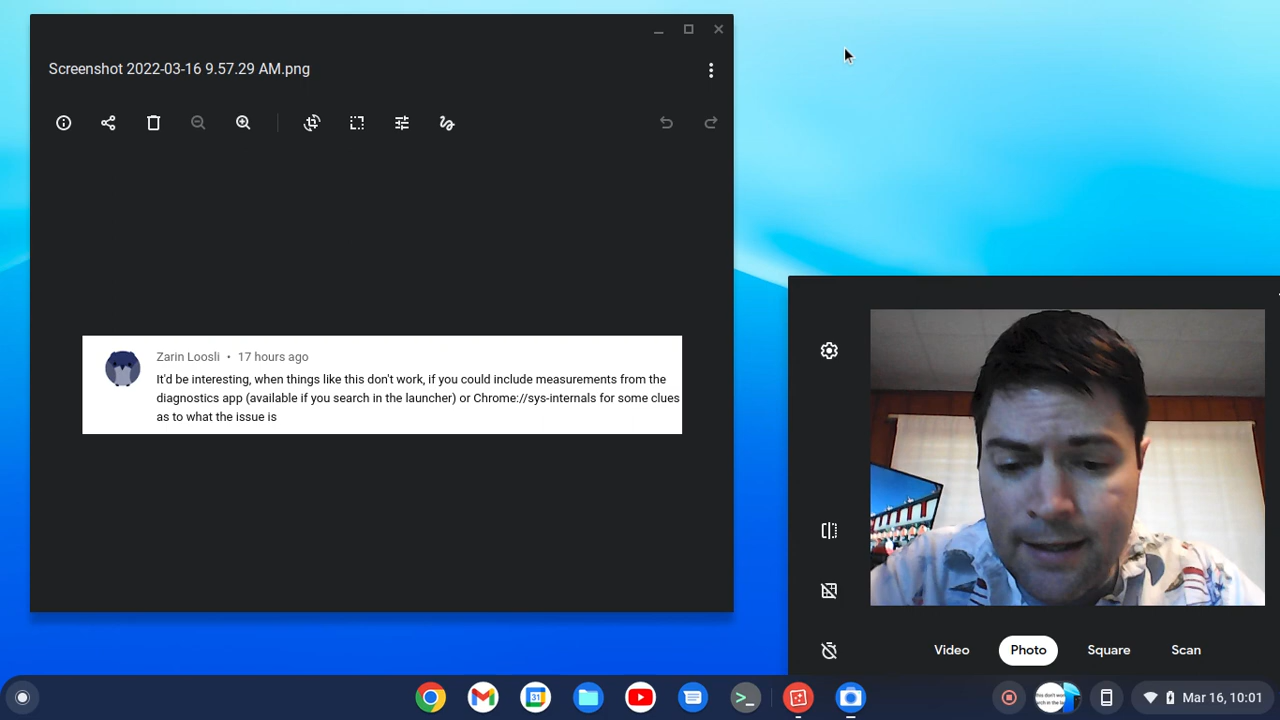 Screenshot 2022-03-16 9.57.29 AM.png
Zarin Loosli • 17 hours ago
It'd be interesting, when things like this don't work, if you could include measurements from the
diagnostics app (available if you search in the launcher) or Chrome://sys-internals for some clues
as to what the issue is
Video Photo Square Scan
31
Mar 16, 10:01